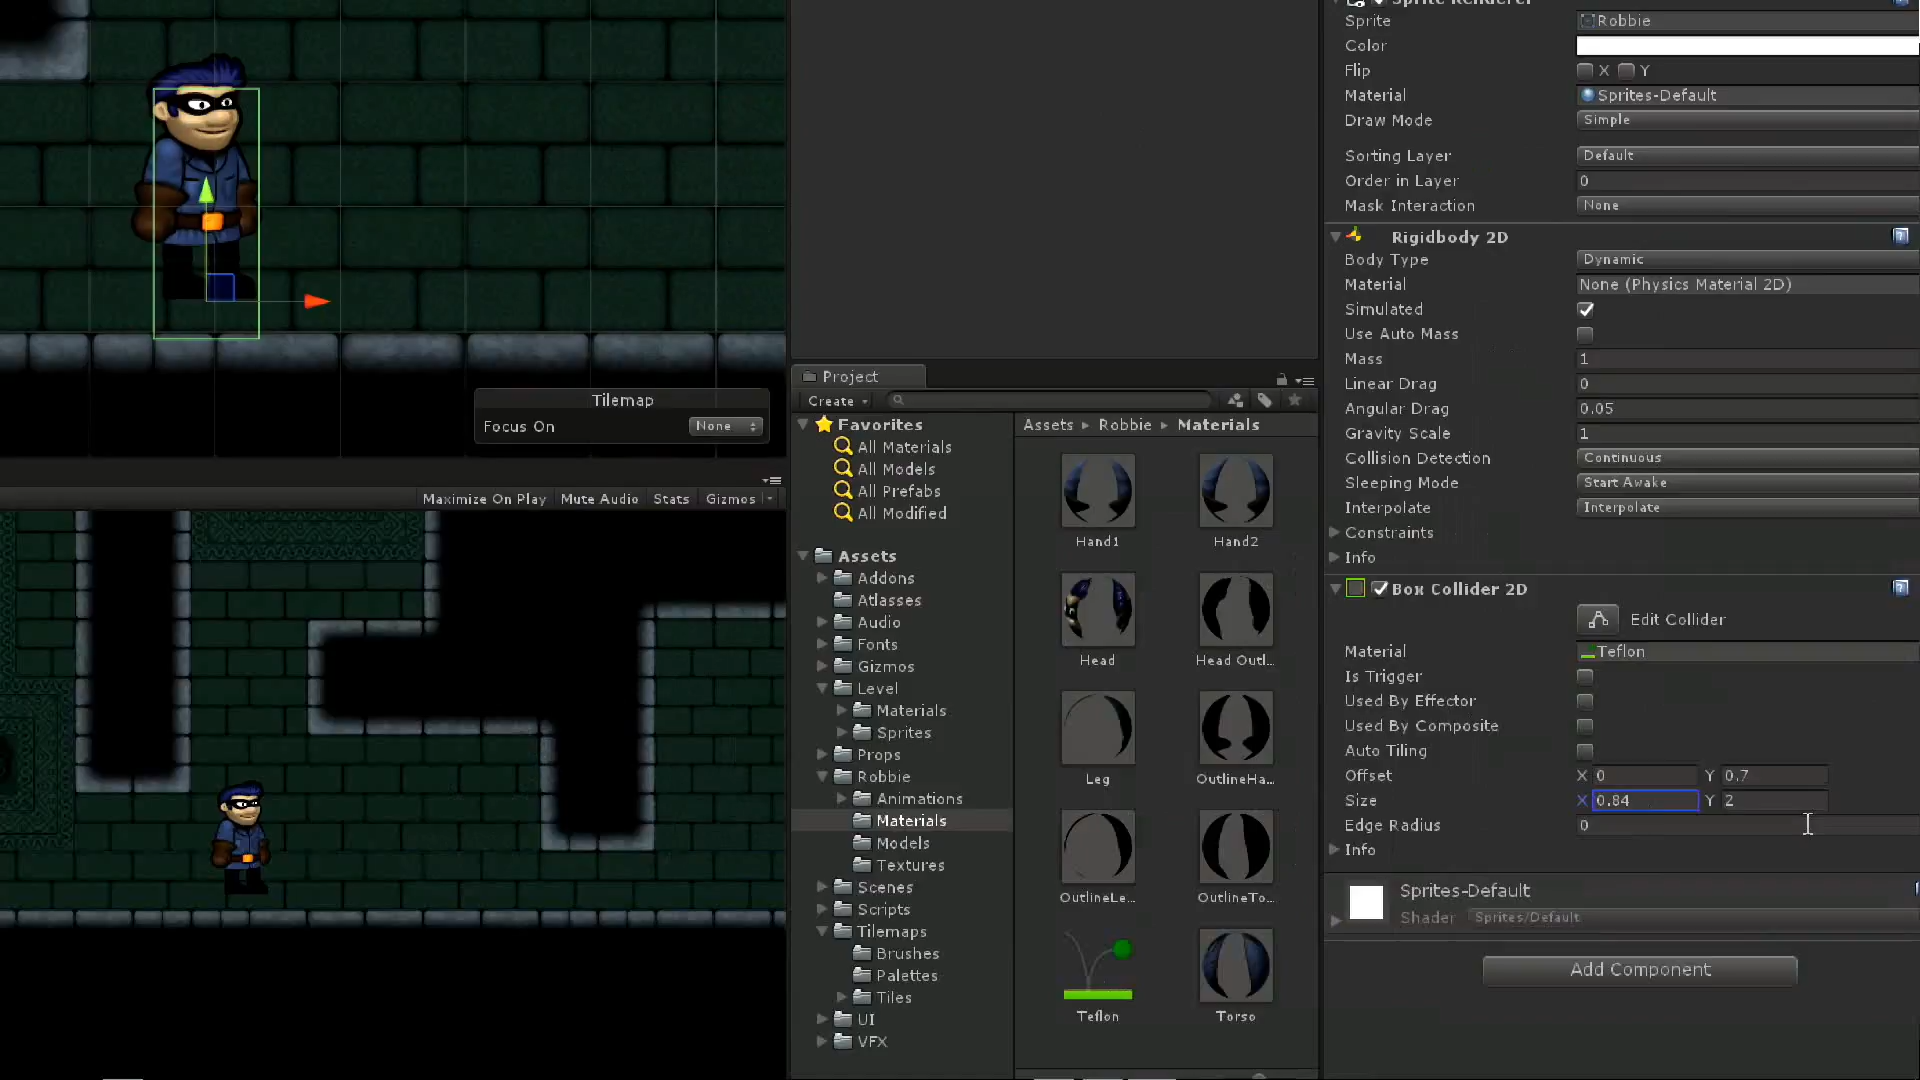 Sprite Renderer
Sprite Robbie
Color
Flip X Y
Material Sprites-Default
Draw Mode Simple
Sorting Layer Default
Order in Layer 0
Mask Interaction None
Rigidbody 2D
Body Type Dynamic
Material None (Physics Material 2D)
Simulated
Use Auto Mass
Mass 1
Linear Drag 0
Angular Drag 0.05
Gravity Scale 1
Collision Detection Continuous
Sleeping Mode Start Awake
Interpolate Interpolate
Constraints
Info
Box Collider 2D
Edit Collider
Material Teflon
Is Trigger
Used By Effector
Used By Composite
Auto Tiling
Offset X 0 Y 0.7
Size X 0.84 Y 2
Edge Radius 0
Info
Sprites-Default
Shader Sprites/Default
Add Component
Tilemap
Focus On None
Maximize On Play Mute Audio Stats Gizmos
Project
Create
Favorites
All Materials
All Models
All Prefabs
All Modified
Assets
Addons
Atlasses
Audio
Fonts
Gizmos
Level
Materials
Sprites
Props
Robbie
Animations
Materials
Models
Textures
Scenes
Scripts
Tilemaps
Brushes
Palettes
Tiles
UI
VFX
Assets Robbie Materials
Hand1 Hand2
Head Head Outl...
Leg OutlineHa...
OutlineLe... OutlineTo...
Teflon Torso